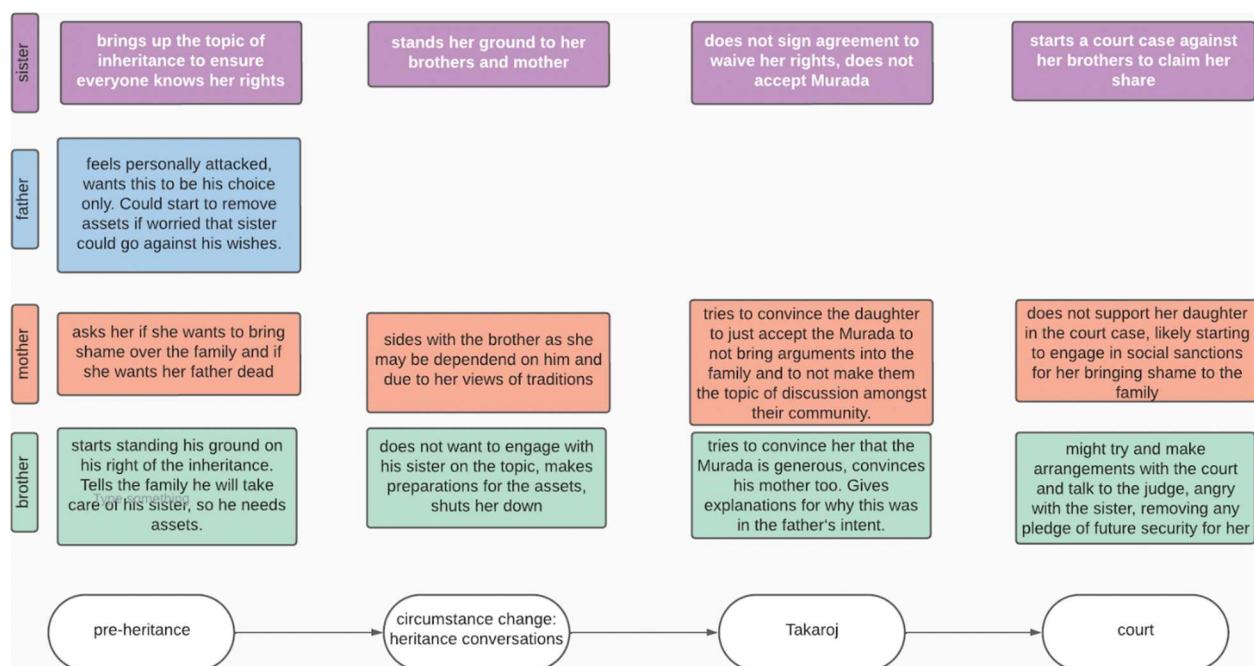 sister
brings up the topic of
inheritance to ensure
everyone knows her rights
stands her ground to her
brothers and mother
does not sign agreement to
waive her rights, does not
accept Murada
starts a court case against
her brothers to claim her
share
father
feels personally attacked,
wants this to be his choice
only. Could start to remove
assets if worried that sister
could go against his wishes.
mother
asks her if she wants to bring
shame over the family and if
she wants her father dead
sides with the brother as she
may be dependend on him and
due to her views of traditions
tries to convince the daughter
to just accept the Murada to
not bring arguments into the
family and to not make them
the topic of discussion amongst
their community.
does not support her daughter
in the court case, likely starting
to engage in social sanctions
for her bringing shame to the
family
brother
starts standing his ground on
his right of the inheritance.
Tells the family he will take
care of his sister, so he needs
assets.
Type something
does not want to engage with
his sister on the topic, makes
preparations for the assets,
shuts her down
tries to convince her that the
Murada is generous, convinces
his mother too. Gives
explanations for why this was
in the father's intent.
might try and make
arrangements with the court
and talk to the judge, angry
with the sister, removing any
pledge of future security for her
pre-heritance
circumstance change:
heritance conversations
Takaroj
court